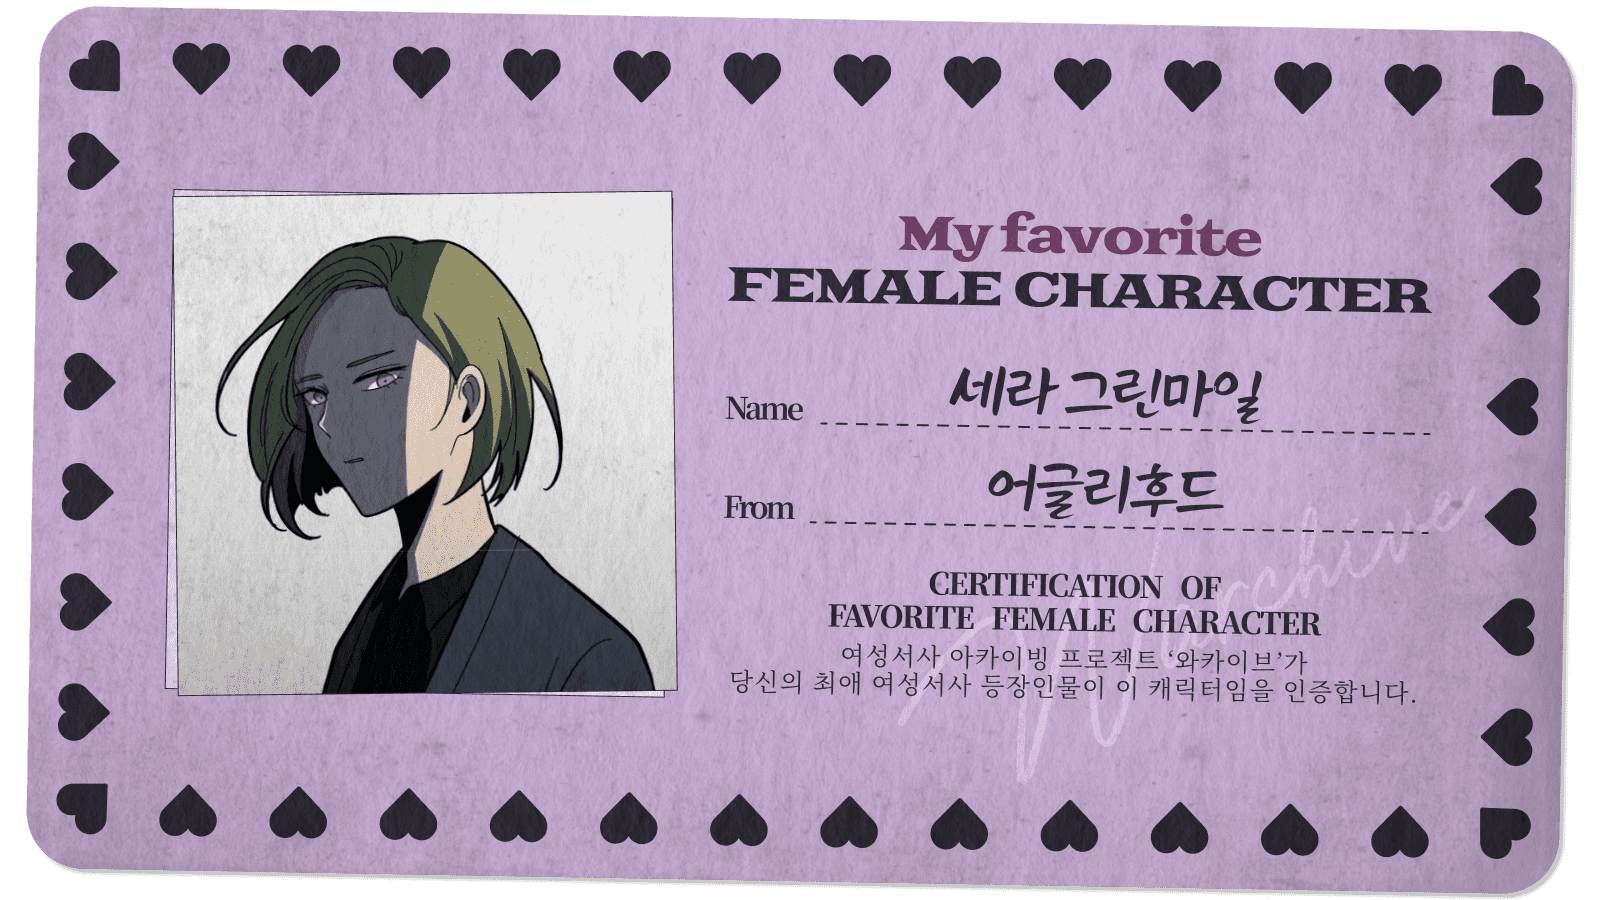 My favorite
FEMALE CHARACTER
Name 세라 그린마일
From 어글리후드
Warchive
CERTIFICATION OF
FAVORITE FEMALE CHARACTER
여성서사 아카이빙 프로젝트 ‘와카이브’가
당신의 최애 여성서사 등장인물이 이 캐릭터임을 인증합니다.